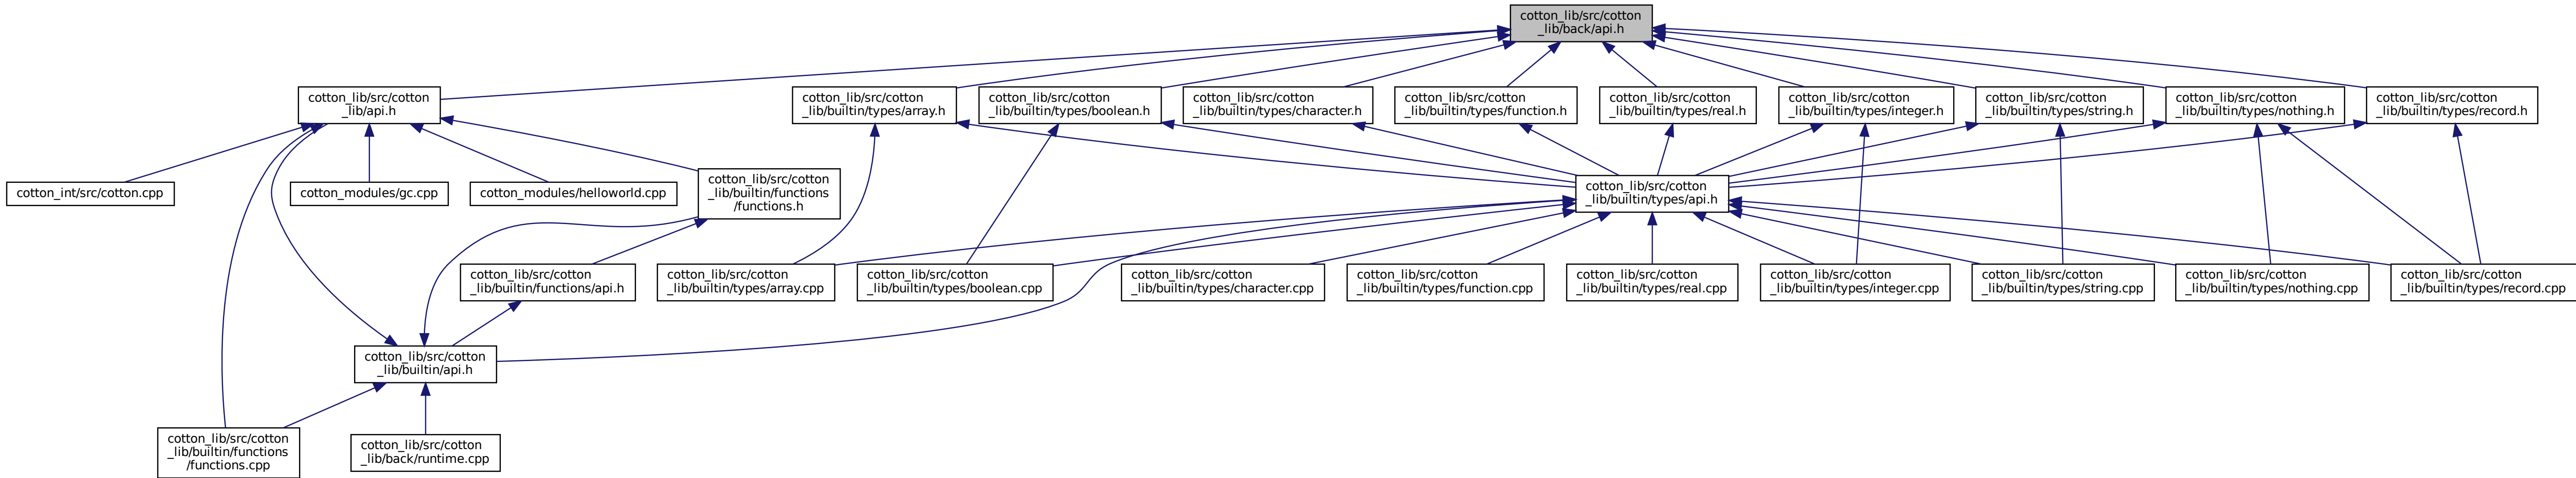 cotton_lib/src/cotton
_lib/back/api.h
cotton_lib/src/cotton
_lib/api.h
cotton_lib/src/cotton
_lib/builtin/types/array.h
cotton_lib/src/cotton
_lib/builtin/types/boolean.h
cotton_lib/src/cotton
_lib/builtin/types/character.h
cotton_lib/src/cotton
_lib/builtin/types/function.h
cotton_lib/src/cotton
_lib/builtin/types/real.h
cotton_lib/src/cotton
_lib/builtin/types/integer.h
cotton_lib/src/cotton
_lib/builtin/types/string.h
cotton_lib/src/cotton
_lib/builtin/types/nothing.h
cotton_lib/src/cotton
_lib/builtin/types/record.h
cotton_int/src/cotton.cpp
cotton_modules/gc.cpp
cotton_modules/helloworld.cpp
cotton_lib/src/cotton
_lib/builtin/functions
/functions.h
cotton_lib/src/cotton
_lib/builtin/types/api.h
cotton_lib/src/cotton
_lib/builtin/functions/api.h
cotton_lib/src/cotton
_lib/builtin/types/array.cpp
cotton_lib/src/cotton
_lib/builtin/types/boolean.cpp
cotton_lib/src/cotton
_lib/builtin/types/character.cpp
cotton_lib/src/cotton
_lib/builtin/types/function.cpp
cotton_lib/src/cotton
_lib/builtin/types/real.cpp
cotton_lib/src/cotton
_lib/builtin/types/integer.cpp
cotton_lib/src/cotton
_lib/builtin/types/string.cpp
cotton_lib/src/cotton
_lib/builtin/types/nothing.cpp
cotton_lib/src/cotton
_lib/builtin/types/record.cpp
cotton_lib/src/cotton
_lib/builtin/api.h
cotton_lib/src/cotton
_lib/builtin/functions
/functions.cpp
cotton_lib/src/cotton
_lib/back/runtime.cpp